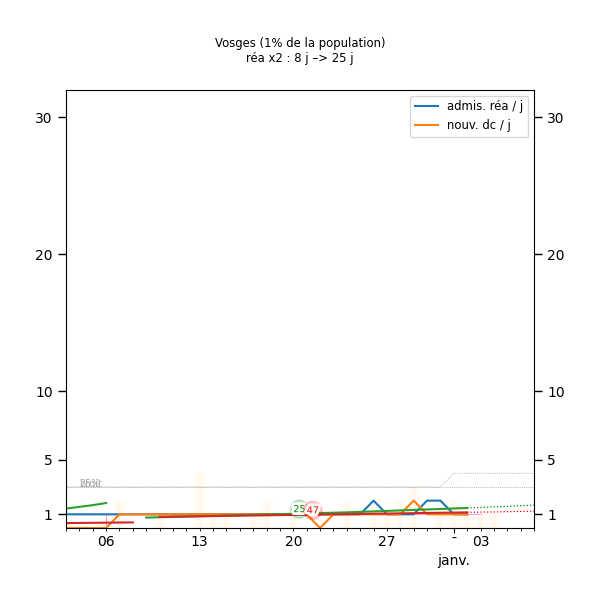 Vosges (1% de la population)
réa x2 : 8 j –> 25 j
admis. réa / j
nouv. dc / j
30 30
20 20
10 10
5 5
1 25 47 1
06 13 20 27 - 03
janv.